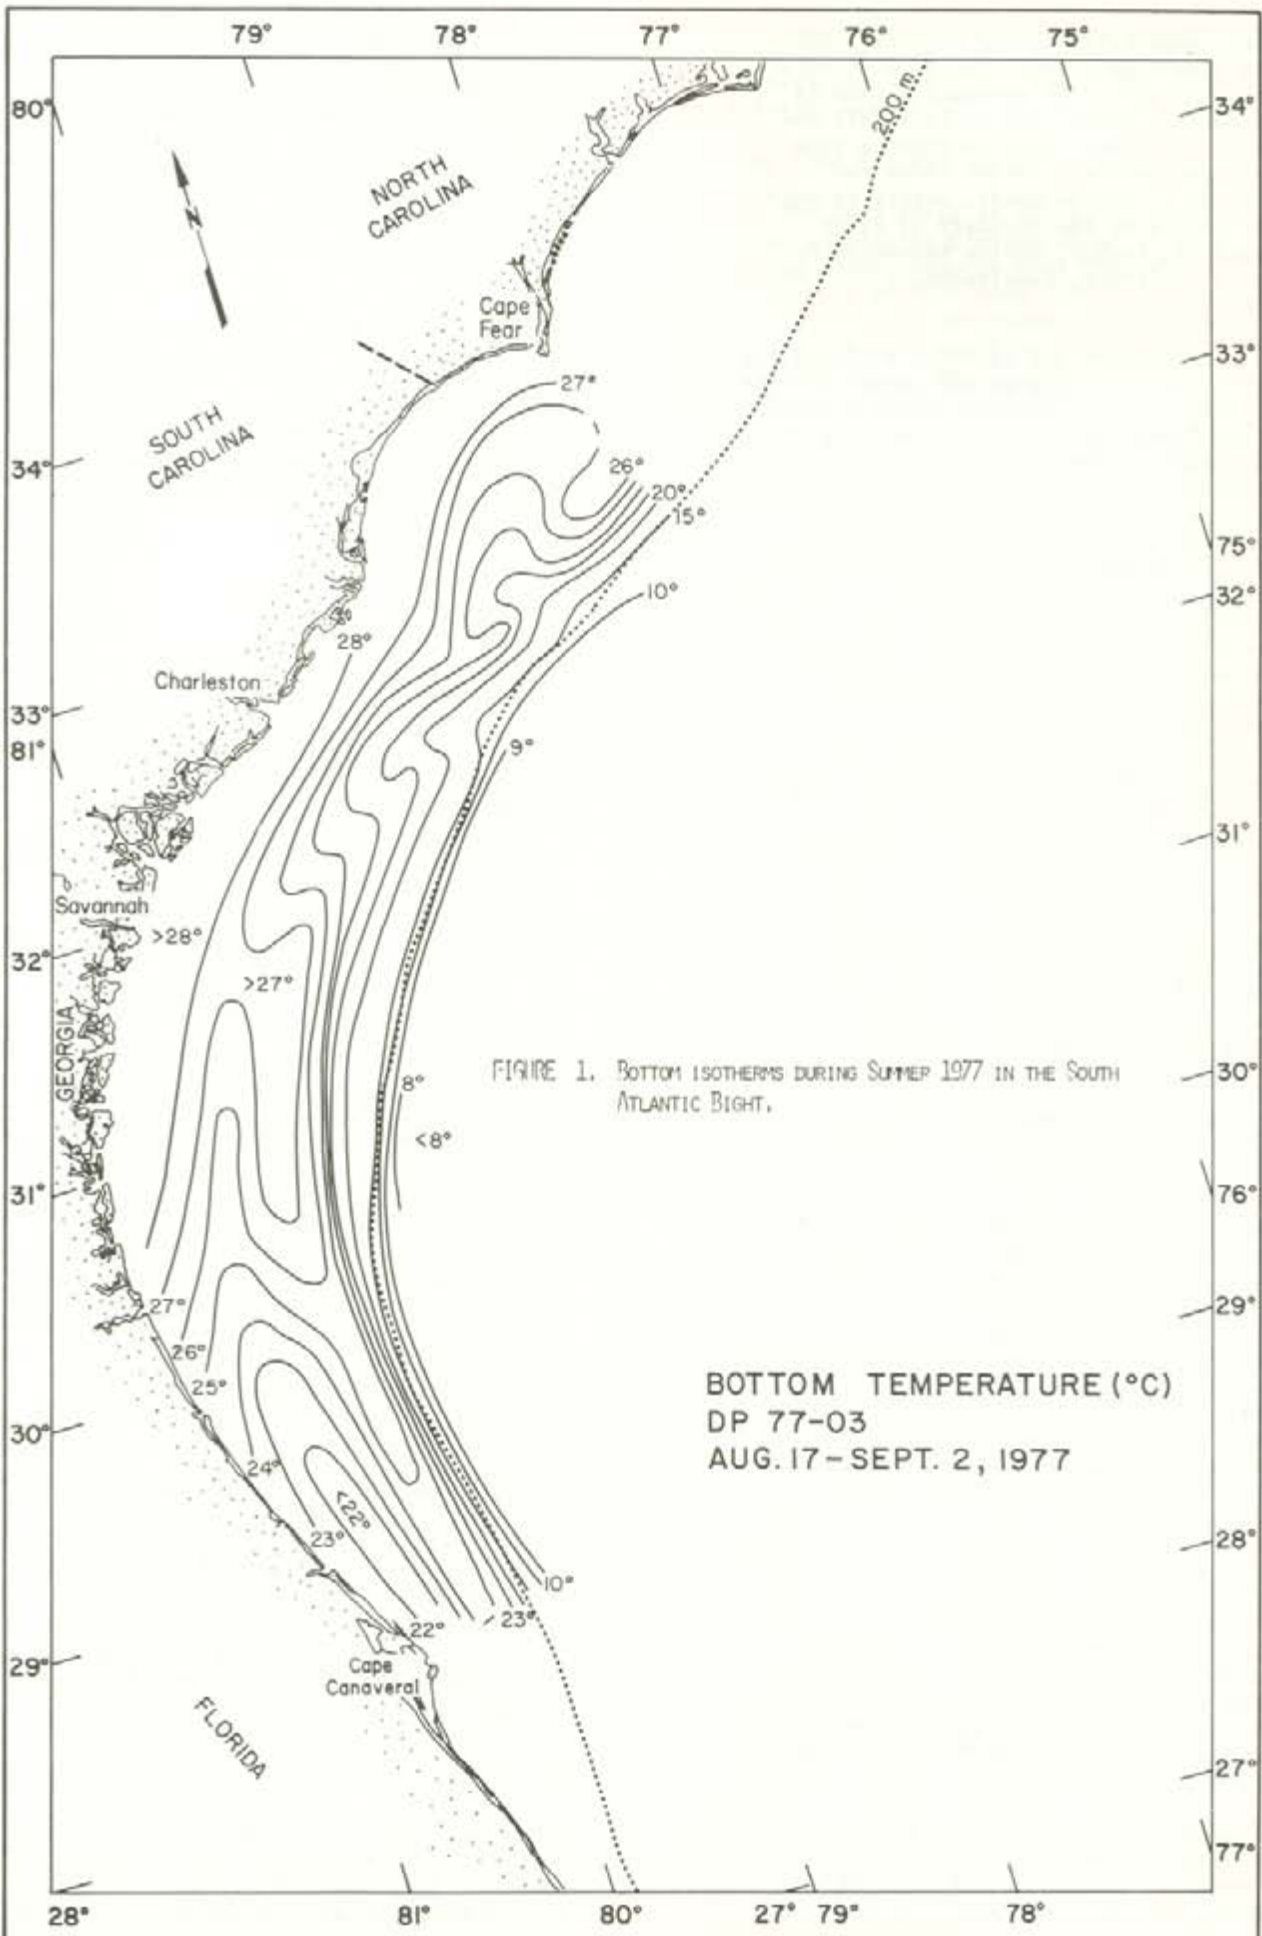 79° 78° 77° 76° 75°
80°
34°
200 m
N
NORTH
CAROLINA
Cape
Fear
33°
27°
SOUTH
CAROLINA
34°
26°
20°
15°
75°
10°
32°
28°
Charleston
33°
81°
9°
31°
Savannah
>28°
32°
>27°
GEORGIA
FIGURE 1. BOTTOM ISOTHERMS DURING SUMMER 1977 IN THE SOUTH
ATLANTIC BIGHT.
30°
8°
<8°
31°
76°
27°
29°
26°
25°
BOTTOM TEMPERATURE (°C)
DP 77-03
AUG. 17 - SEPT. 2, 1977
30°
24°
<22°
23°
28°
10°
22°
23°
29°
Cape
Canaveral
FLORIDA
27°
77°
28° 81° 80° 27° 79° 78°